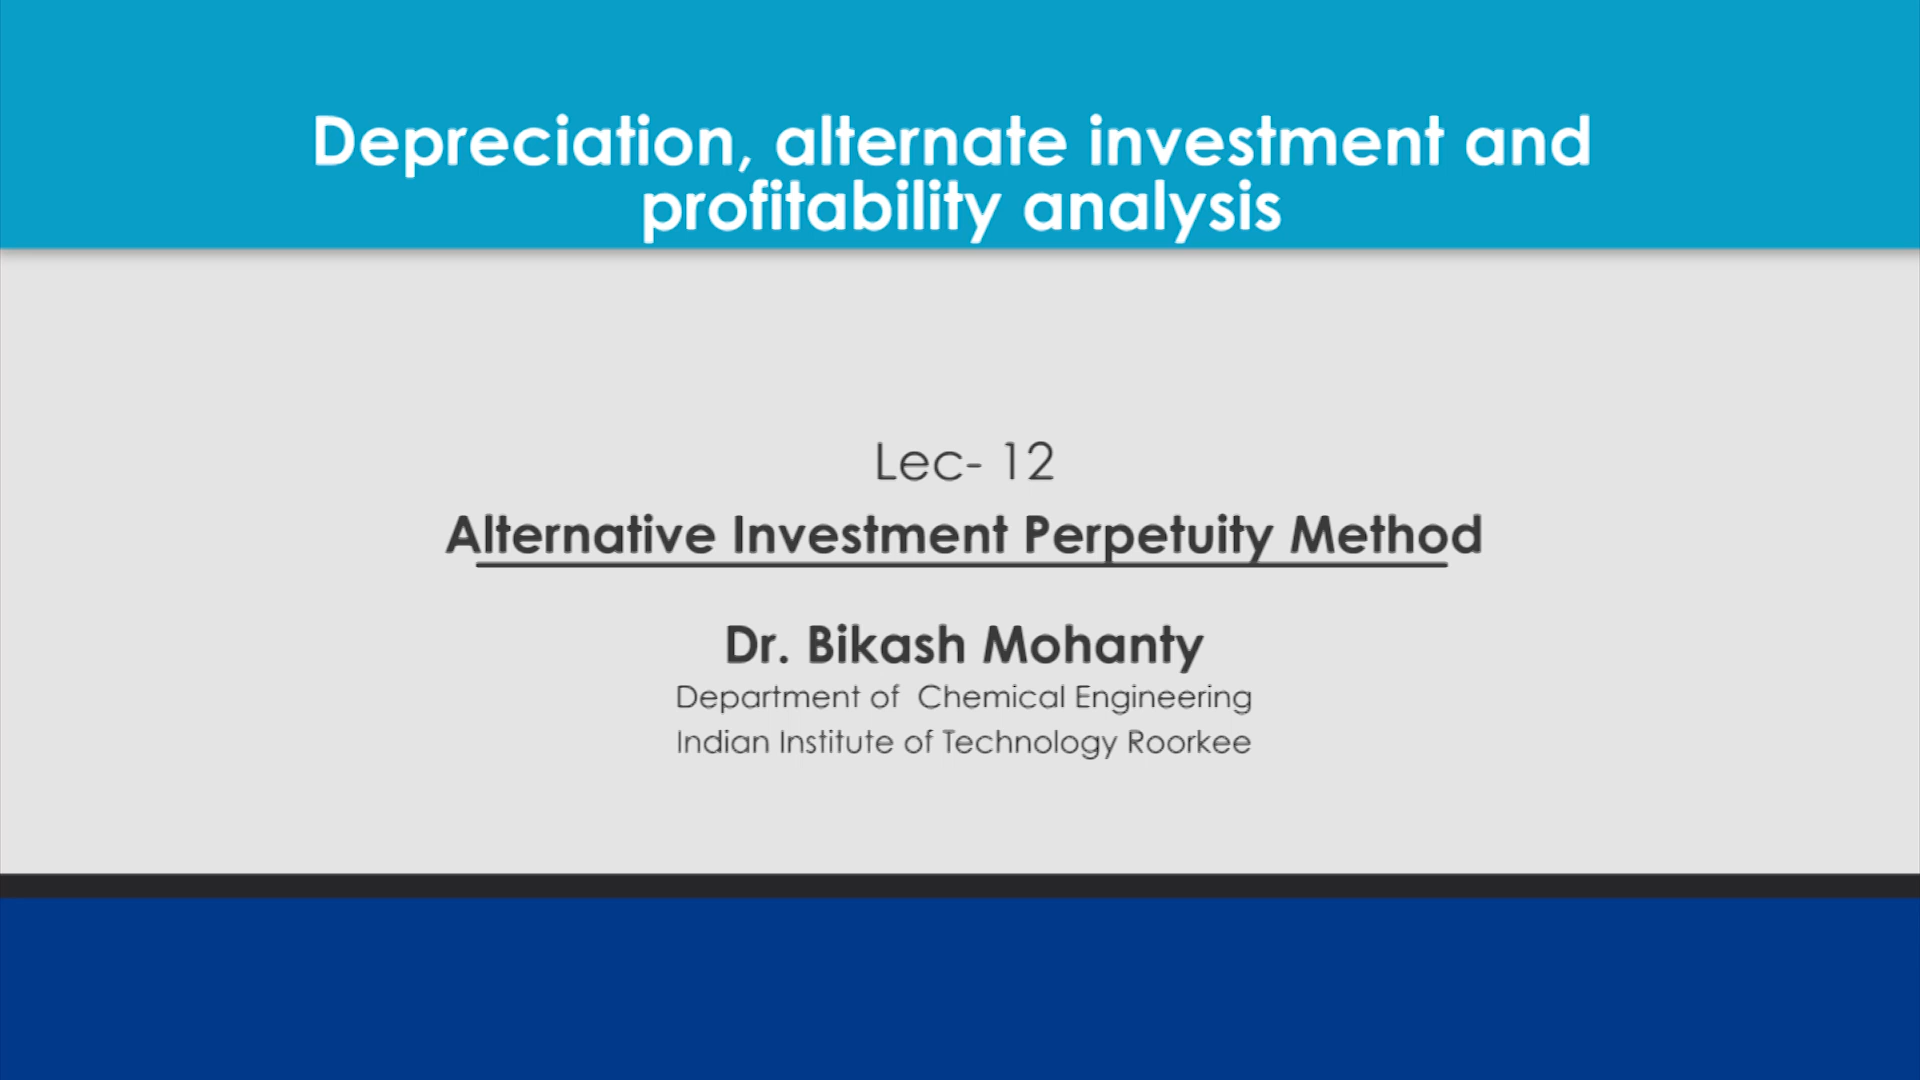 Depreciation, alternate investment and
profitability analysis
Lec- 12
Alternative Investment Perpetuity Method
Dr. Bikash Mohanty
Department of Chemical Engineering
Indian Institute of Technology Roorkee